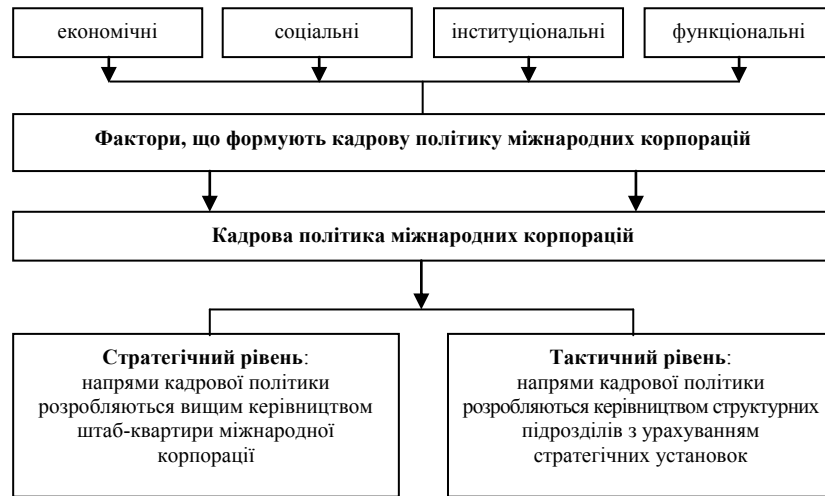 економічні
соціальні
інституціональні
функціональні
Фактори, що формують кадрову політику міжнародних корпорацій
Кадрова політика міжнародних корпорацій
Стратегічний рівень:
напрями кадрової політики
розробляються вищим керівництвом
штаб-квартири міжнародної
корпорації
Тактичний рівень:
напрями кадрової політики
розробляються керівництвом структурних
підрозділів з урахуванням
стратегічних установок